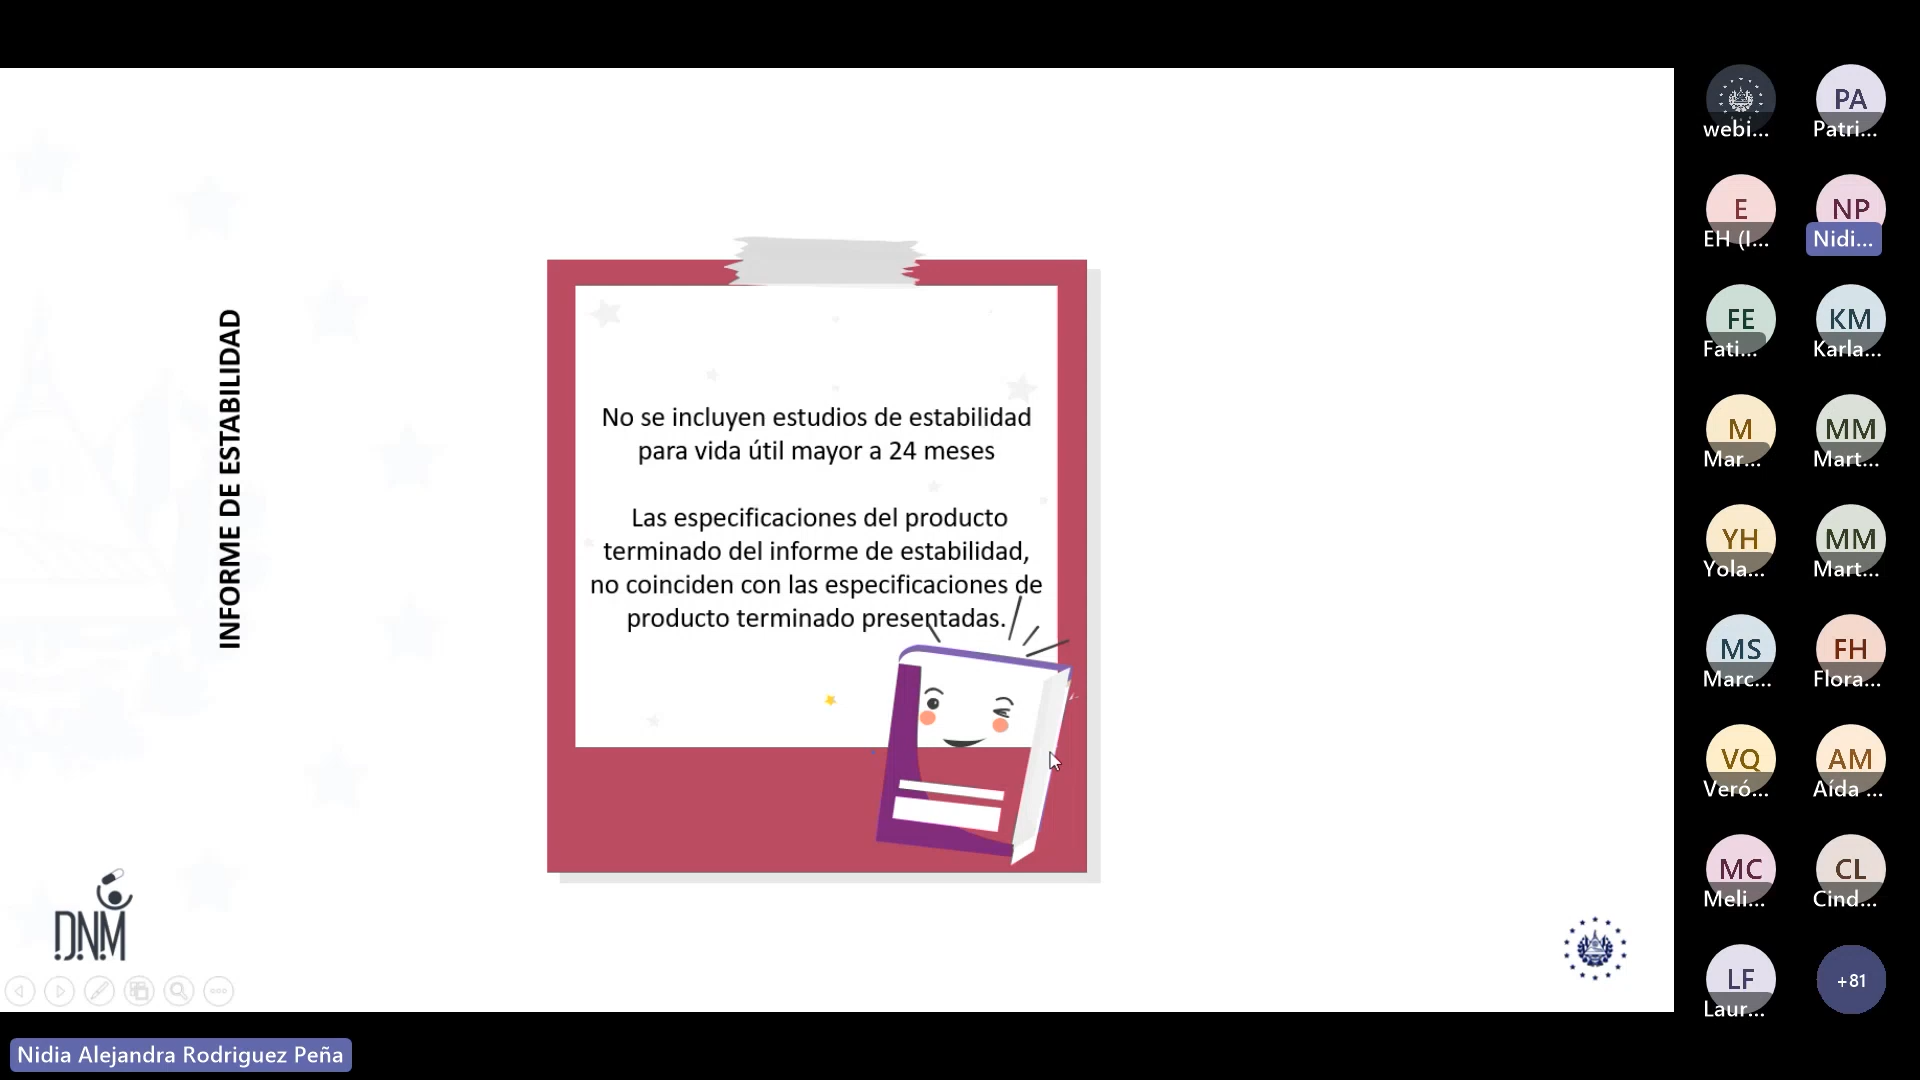 INFORME DE ESTABILIDAD
No se incluyen estudios de estabilidad
para vida útil mayor a 24 meses
Las especificaciones del producto
terminado del informe de estabilidad,
no coinciden con las especificaciones de
producto terminado presentadas.
DNM
Nidia Alejandra Rodriguez Peña
webi...
PA
Patri...
E
EH (I...
NP
Nidi...
FE
Fati...
KM
Karla...
M
Mar...
MM
Mart...
YH
Yola...
MM
Mart...
MS
Marc...
FH
Flora...
VQ
Veró...
AM
Aída ...
MC
Meli...
CL
Cind...
LF
Laur...
+81